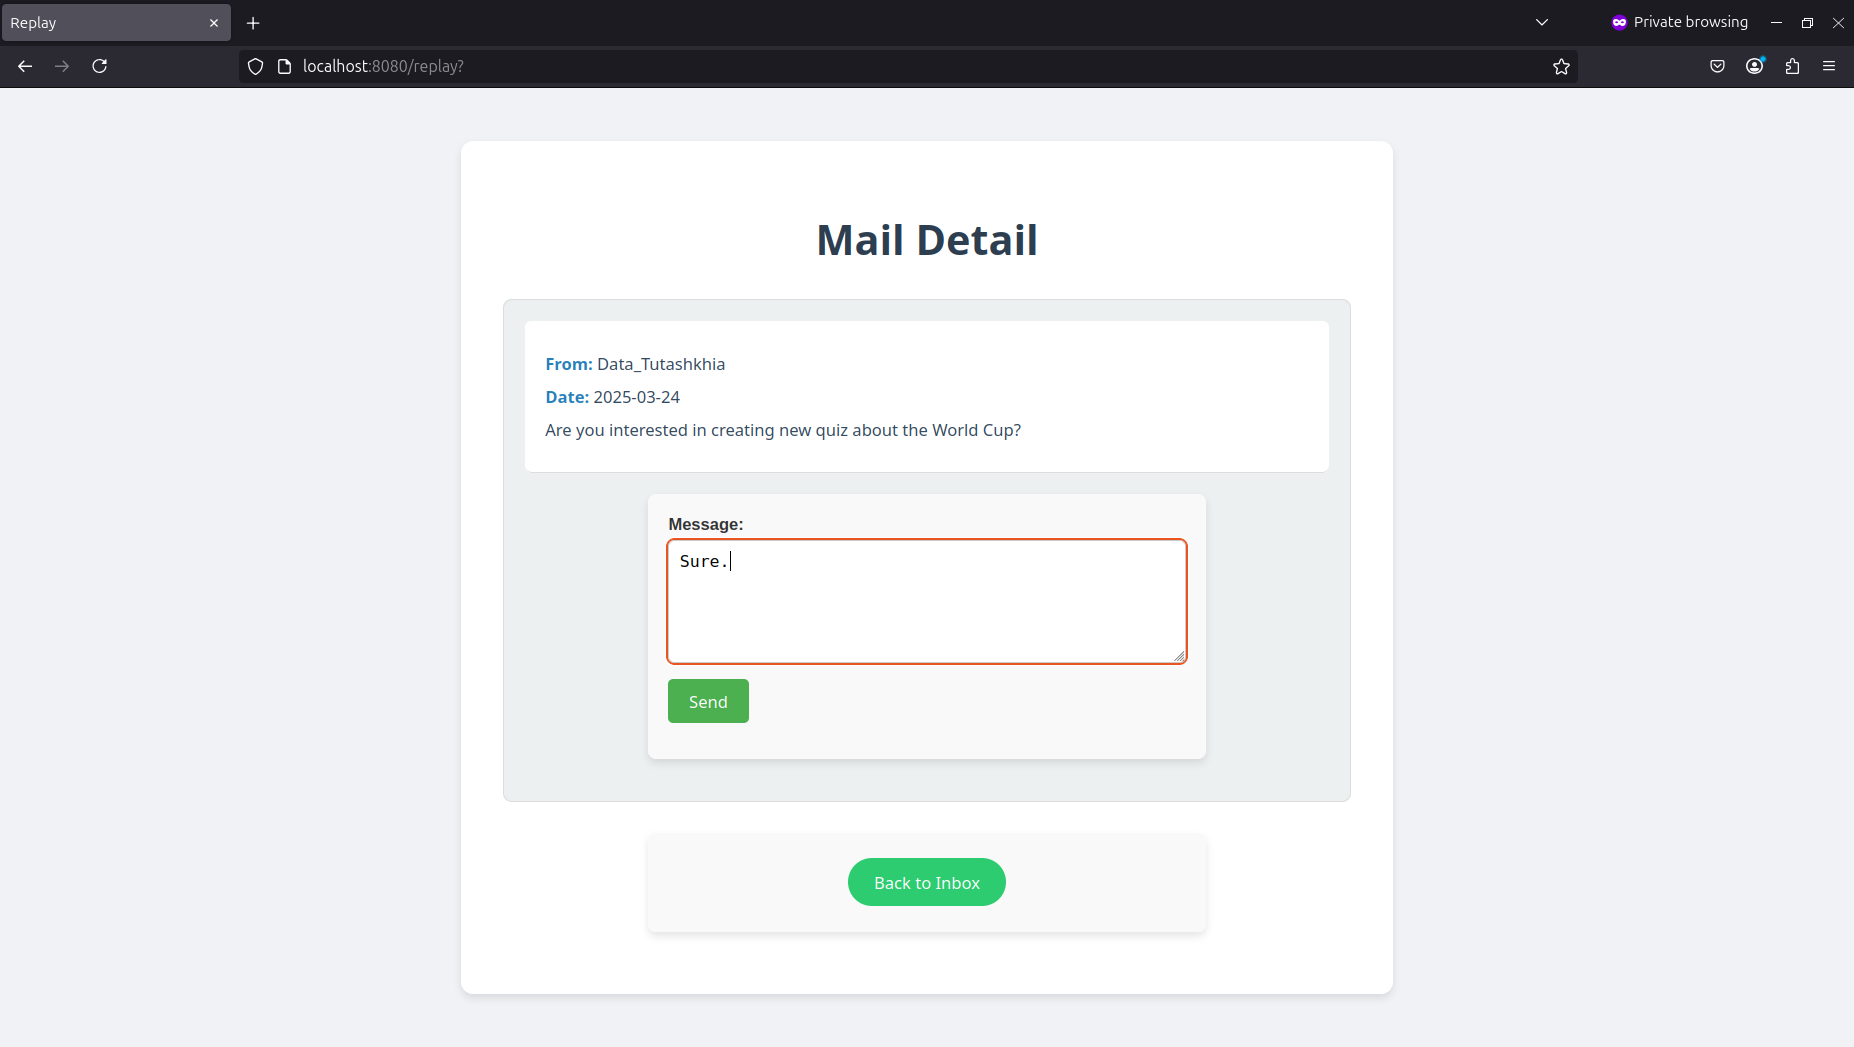 Replay
Private browsing
localhost:8080/replay?
Mail Detail
From: Data_Tutashkhia
Date: 2025-03-24
Are you interested in creating new quiz about the World Cup?
Message:
Sure.
Send
Back to Inbox